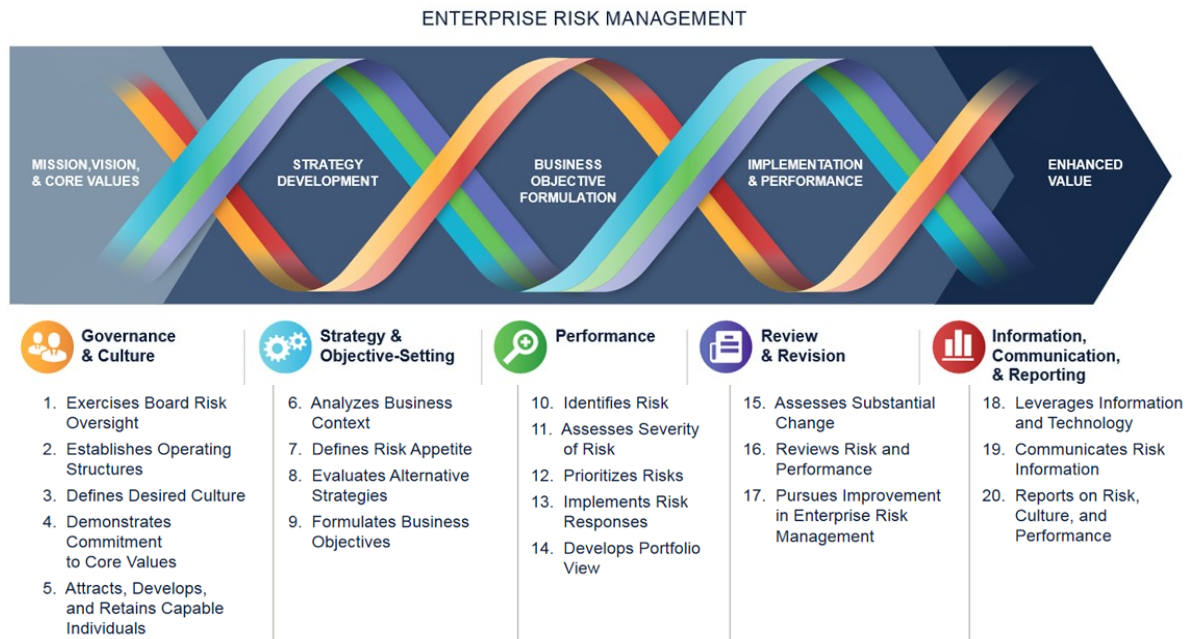 ENTERPRISE RISK MANAGEMENT
MISSION,VISION,
& CORE VALUES
STRATEGY
DEVELOPMENT
BUSINESS
OBJECTIVE
FORMULATION
IMPLEMENTATION
& PERFORMANCE
ENHANCED
VALUE
Governance
& Culture
1. Exercises Board Risk
Oversight
2. Establishes Operating
Structures
3. Defines Desired Culture
4. Demonstrates
Commitment
to Core Values
5. Attracts, Develops,
and Retains Capable
Individuals
Strategy &
Objective-Setting
6. Analyzes Business
Context
7. Defines Risk Appetite
8. Evaluates Alternative
Strategies
9. Formulates Business
Objectives
Performance
10. Identifies Risk
11. Assesses Severity
of Risk
12. Prioritizes Risks
13. Implements Risk
Responses
14. Develops Portfolio
View
Review
& Revision
15. Assesses Substantial
Change
16. Reviews Risk and
Performance
17. Pursues Improvement
in Enterprise Risk
Management
Information,
Communication,
& Reporting
18. Leverages Information
and Technology
19. Communicates Risk
Information
20. Reports on Risk,
Culture, and
Performance